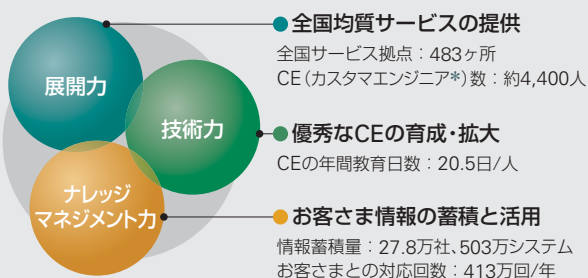 展開力
技術力
ナレッジ
マネジメント力
全国均質サービスの提供
全国サービス拠点：483ヶ所
CE（カスタマエンジニア*）数：約4,400人
優秀なCEの育成・拡大
CEの年間教育日数：20.5日/人
お客さま情報の蓄積と活用
情報蓄積量：27.8万社、503万システム
お客さまとの対応回数：413万回/年